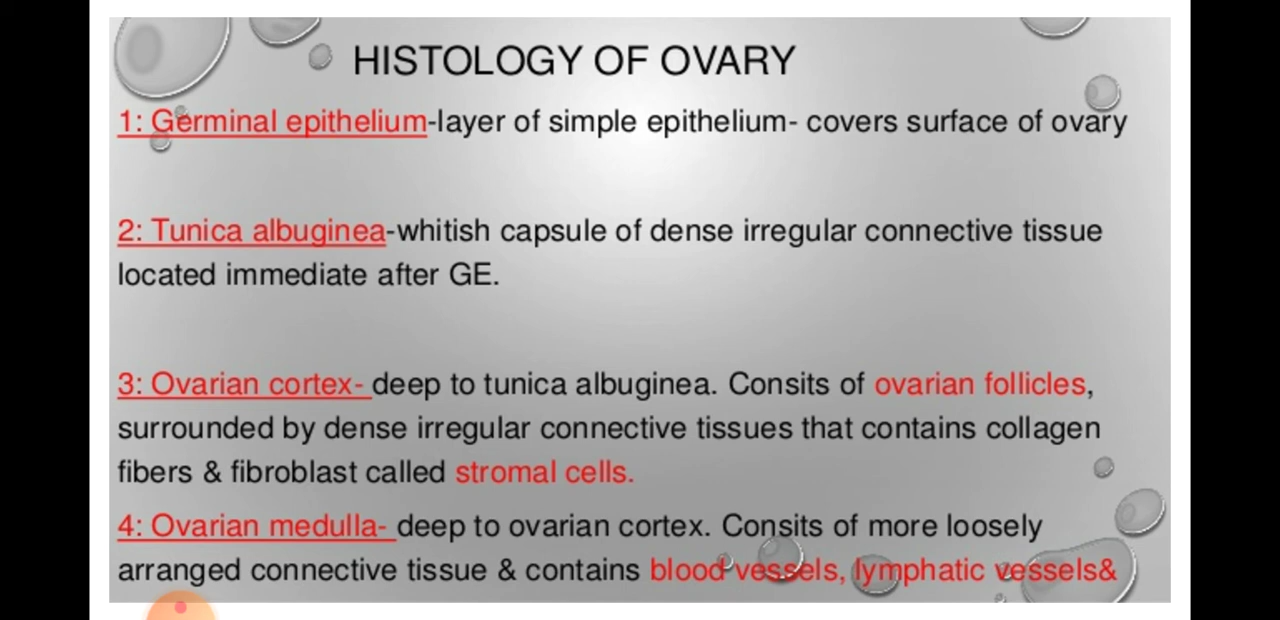 HISTOLOGY OF OVARY
1: Germinal epithelium-layer of simple epithelium- covers surface of ovary
2: Tunica albuginea-whitish capsule of dense irregular connective tissue
located immediate after GE.
3: Ovarian cortex- deep to tunica albuginea. Consits of ovarian follicles,
surrounded by dense irregular connective tissues that contains collagen
fibers & fibroblast called stromal cells.
4: Ovarian medulla- deep to ovarian cortex. Consits of more loosely
arranged connective tissue & contains blood vessels, lymphatic vessels&